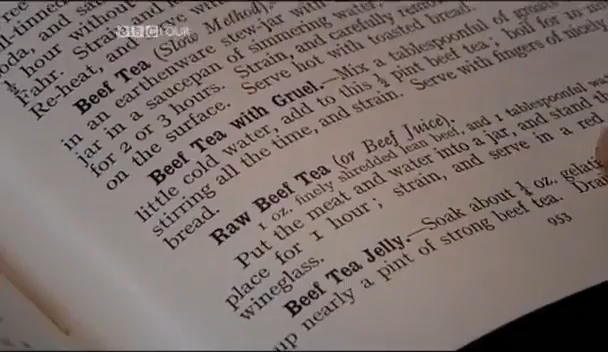 BBC FOUR
½ hour without
Fahr. Strain and
Re-heat, and serve with
Beef Tea (Slow Method).
in an earthenware stew-jar with
jar in a saucepan of simmering water,
for 2 or 3 hours. Strain, and carefully remove
on the surface. Serve hot with toasted bread.
Beef Tea with Gruel.—Mix a tablespoonful of
little cold water, add to this ½ pint beef tea; boil for 10
stirring all the time, and strain. Serve with fingers of nicely
bread.
Raw Beef Tea (or Beef Juice).
1 oz. finely shredded lean beef, and 1 tablespoonful
Put the meat and water into a jar, and stand
place for 1 hour; strain, and serve in a red
wineglass.
Beef Tea Jelly.—Soak about ¼ oz.
up nearly a pint of strong beef tea.
953